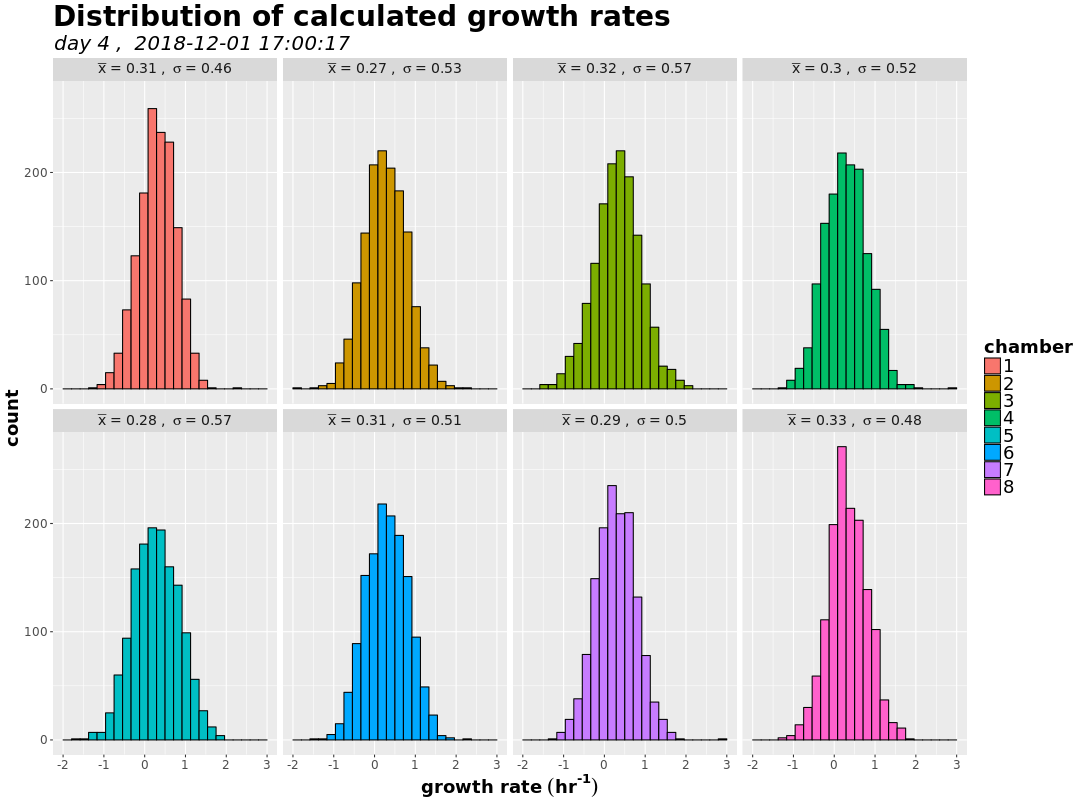 Distribution of calculated growth rates
day 4 ,  2018-12-01 17:00:17
x̅ = 0.31 ,  σ = 0.46
x̅ = 0.27 ,  σ = 0.53
x̅ = 0.32 ,  σ = 0.57
x̅ = 0.3 ,  σ = 0.52
200
100
0
x̅ = 0.28 ,  σ = 0.57
x̅ = 0.31 ,  σ = 0.51
x̅ = 0.29 ,  σ = 0.5
x̅ = 0.33 ,  σ = 0.48
200
100
0
-2 -1 0 1 2 3
-2 -1 0 1 2 3
-2 -1 0 1 2 3
-2 -1 0 1 2 3
growth rate (hr⁻¹)
count
chamber
1
2
3
4
5
6
7
8